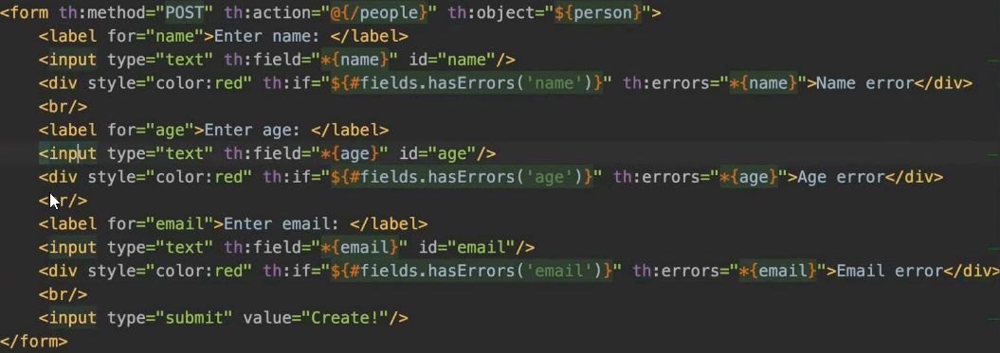 <form th:method="POST" th:action="@{/people}" th:object="${person}">
<label for="name">Enter name: </label>
<input type="text" th:field="*{name}" id="name"/>
<div style="color:red" th:if="${#fields.hasErrors('name')}" th:errors="*{name}">Name error</div>
<br/>
<label for="age">Enter age: </label>
<input type="text" th:field="*{age}" id="age"/>
<div style="color:red" th:if="${#fields.hasErrors('age')}" th:errors="*{age}">Age error</div>
<br/>
<label for="email">Enter email: </label>
<input type="text" th:field="*{email}" id="email"/>
<div style="color:red" th:if="${#fields.hasErrors('email')}" th:errors="*{email}">Email error</div>
<br/>
<input type="submit" value="Create!"/>
</form>